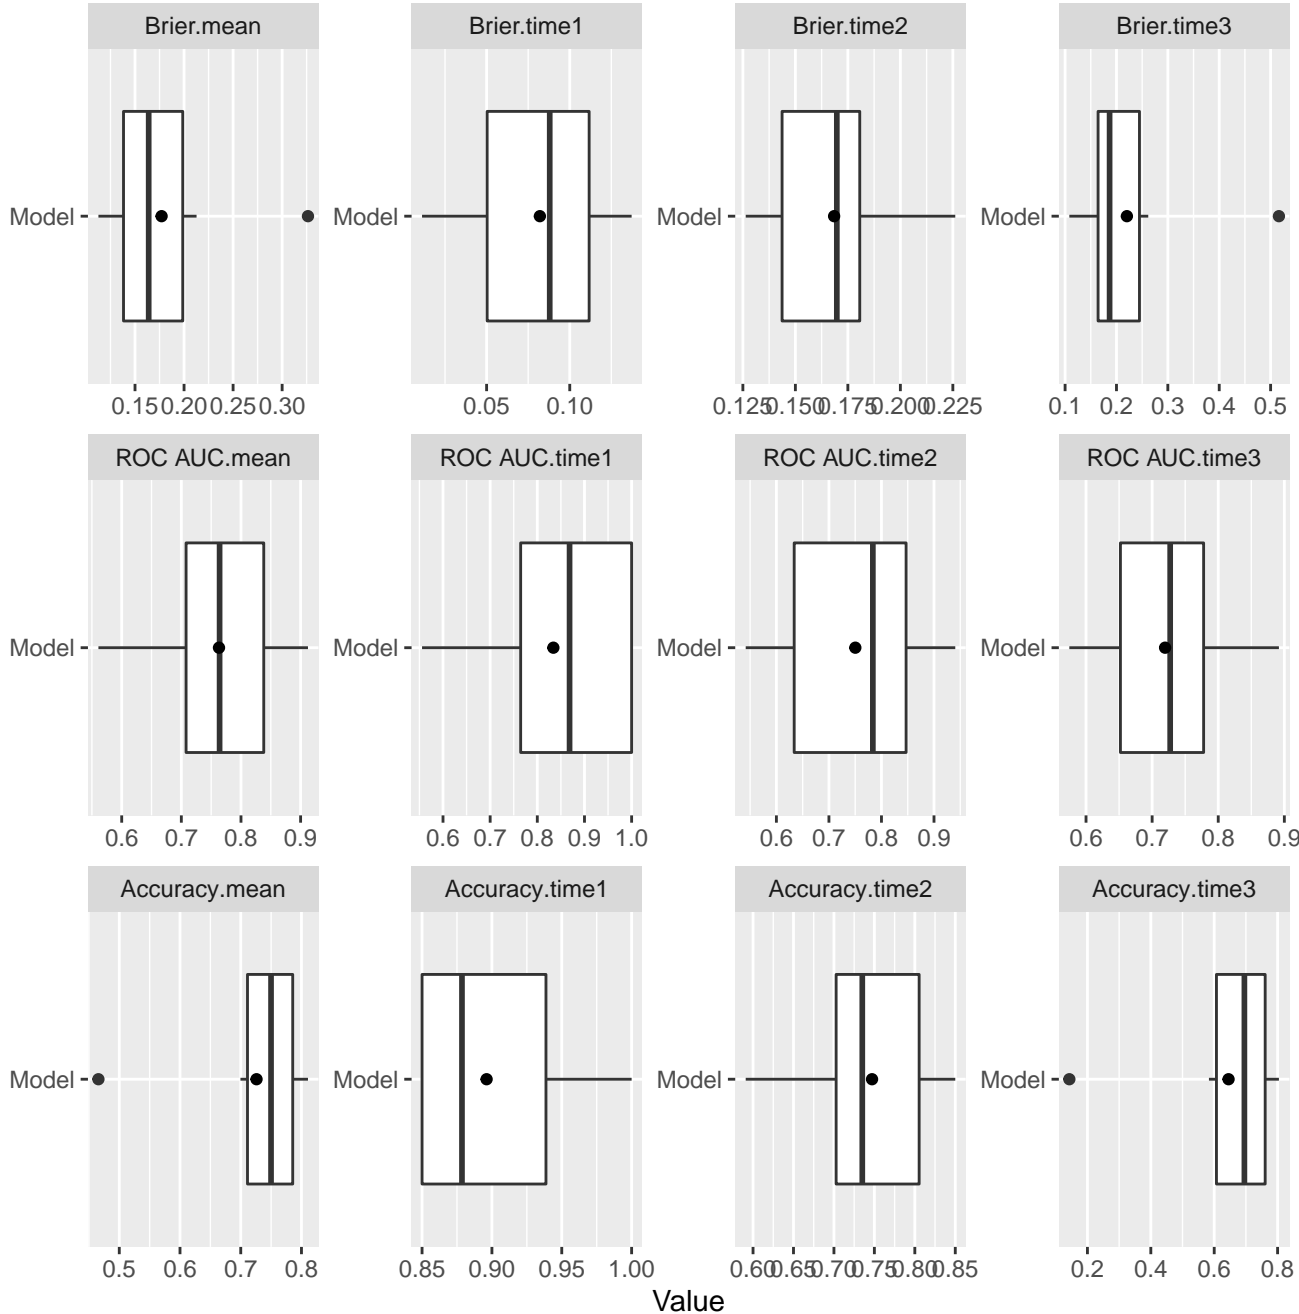 Brier.mean Brier.time1 Brier.time2 Brier.time3
Model Model Model Model
0.15 0.20 0.25 0.30 0.05 0.10 0.125 0.150 0.175 0.200 0.225 0.1 0.2 0.3 0.4 0.5
ROC AUC.mean ROC AUC.time1 ROC AUC.time2 ROC AUC.time3
Model Model Model Model
0.6 0.7 0.8 0.9 0.6 0.7 0.8 0.9 1.0 0.6 0.7 0.8 0.9 0.6 0.7 0.8 0.9
Accuracy.mean Accuracy.time1 Accuracy.time2 Accuracy.time3
Model Model Model Model
0.5 0.6 0.7 0.8 0.85 0.90 0.95 1.00 0.60 0.65 0.70 0.75 0.80 0.85 0.2 0.4 0.6 0.8
Value